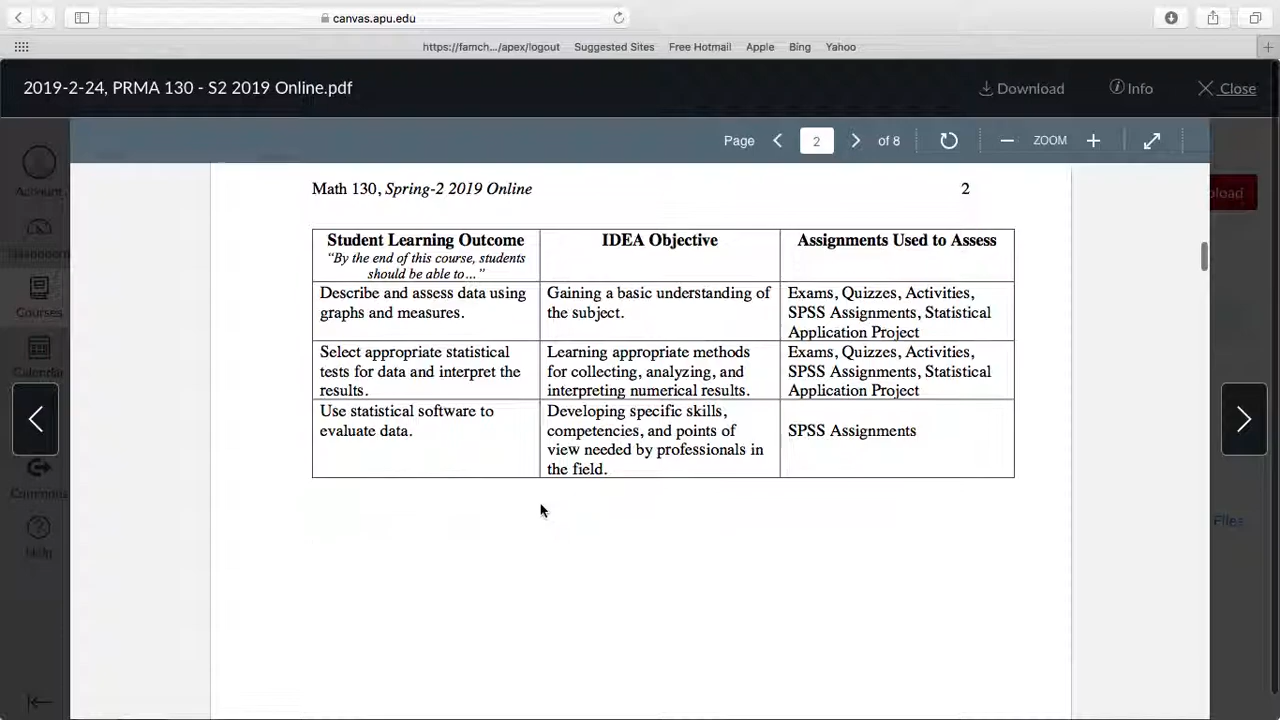 canvas.apu.edu
https://famch.../apex/logout Suggested Sites Free Hotmail Apple Bing Yahoo
2019-2-24, PRMA 130 - S2 2019 Online.pdf Download Info Close
Page 2 of 8 ZOOM
Account
Courses
Calendar
Help
Files
Math 130, Spring-2 2019 Online 2
Student Learning Outcome
"By the end of this course, students
should be able to..."
IDEA Objective
Assignments Used to Assess
Describe and assess data using
graphs and measures.
Gaining a basic understanding of
the subject.
Exams, Quizzes, Activities,
SPSS Assignments, Statistical
Application Project
Select appropriate statistical
tests for data and interpret the
results.
Learning appropriate methods
for collecting, analyzing, and
interpreting numerical results.
Exams, Quizzes, Activities,
SPSS Assignments, Statistical
Application Project
Use statistical software to
evaluate data.
Developing specific skills,
competencies, and points of
view needed by professionals in
the field.
SPSS Assignments